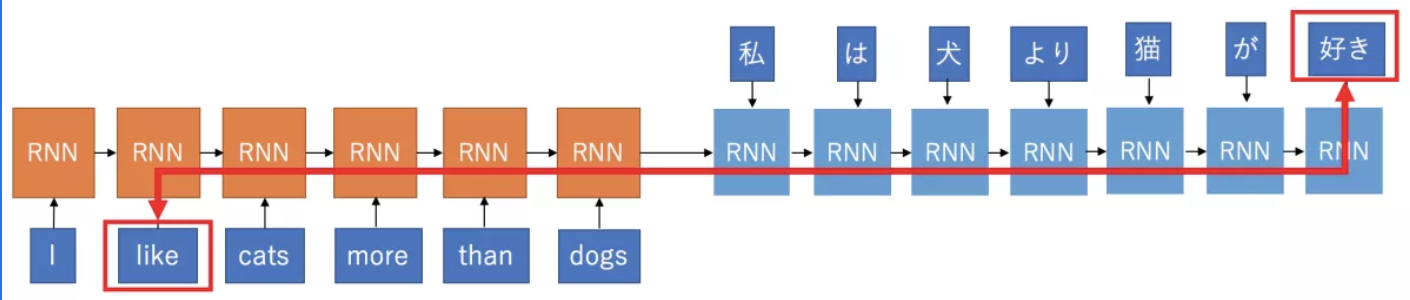 私 は 犬 より 猫 が 好き
RNN RNN RNN RNN RNN RNN RNN RNN RNN RNN RNN RNN RNN
I like cats more than dogs